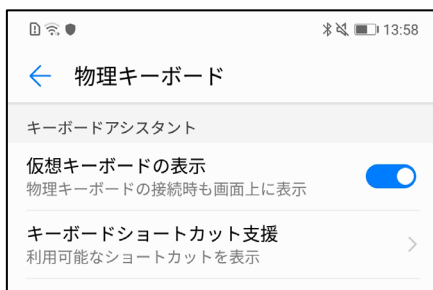 13:58
物理キーボード
キーボードアシスタント
仮想キーボードの表示
物理キーボードの接続時も画面上に表示
キーボードショートカット支援
利用可能なショートカットを表示